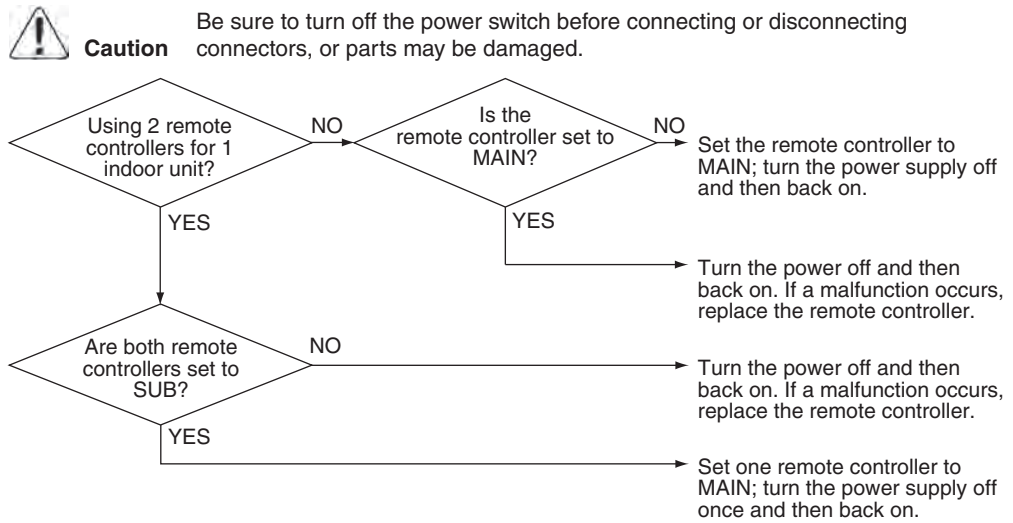 Caution
Be sure to turn off the power switch before connecting or disconnecting
connectors, or parts may be damaged.
Using 2 remote
controllers for 1
indoor unit?
NO
Is the
remote controller set to
MAIN?
NO
Set the remote controller to
MAIN; turn the power supply off
and then back on.
YES
YES
Turn the power off and then
back on. If a malfunction occurs,
replace the remote controller.
Are both remote
controllers set to
SUB?
NO
Turn the power off and then
back on. If a malfunction occurs,
replace the remote controller.
YES
Set one remote controller to
MAIN; turn the power supply off
once and then back on.